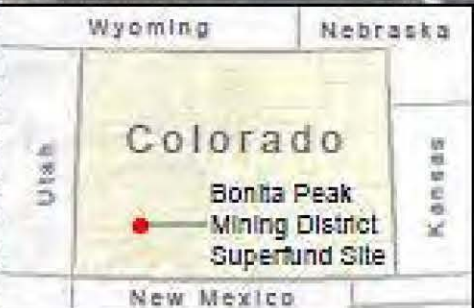 Wyoming
Nebraska
Utah
Colorado
Kansas
Bonita Peak
Mining District
Superfund Site
New Mexico